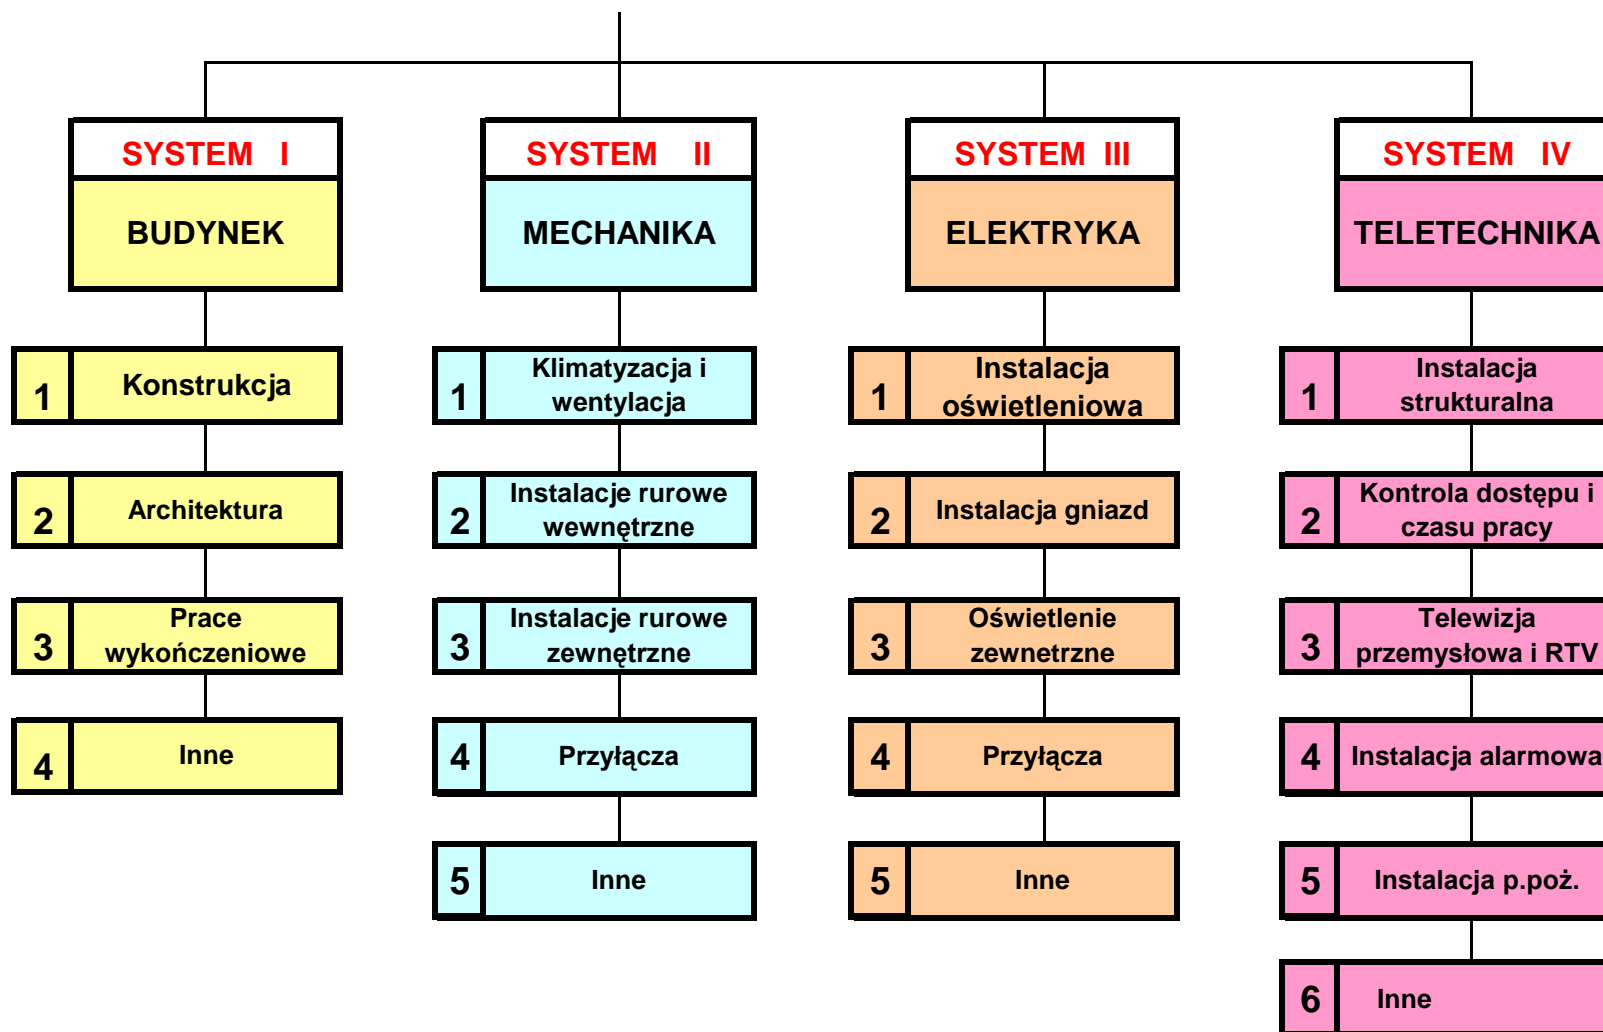 SYSTEM I
BUDYNEK
1
Konstrukcja
2
Architektura
3
Prace
wykończeniowe
4
Inne
SYSTEM II
MECHANIKA
1
Klimatyzacja i
wentylacja
2
Instalacje rurowe
wewnętrzne
3
Instalacje rurowe
zewnętrzne
4
Przyłącza
5
Inne
SYSTEM III
ELEKTRYKA
1
Instalacja
oświetleniowa
2
Instalacja gniazd
3
Oświetlenie
zewnetrzne
4
Przyłącza
5
Inne
SYSTEM IV
TELETECHNIKA
1
Instalacja
strukturalna
2
Kontrola dostępu i
czasu pracy
3
Telewizja
przemysłowa i RTV
4
Instalacja alarmowa
5
Instalacja p.poż.
6
Inne